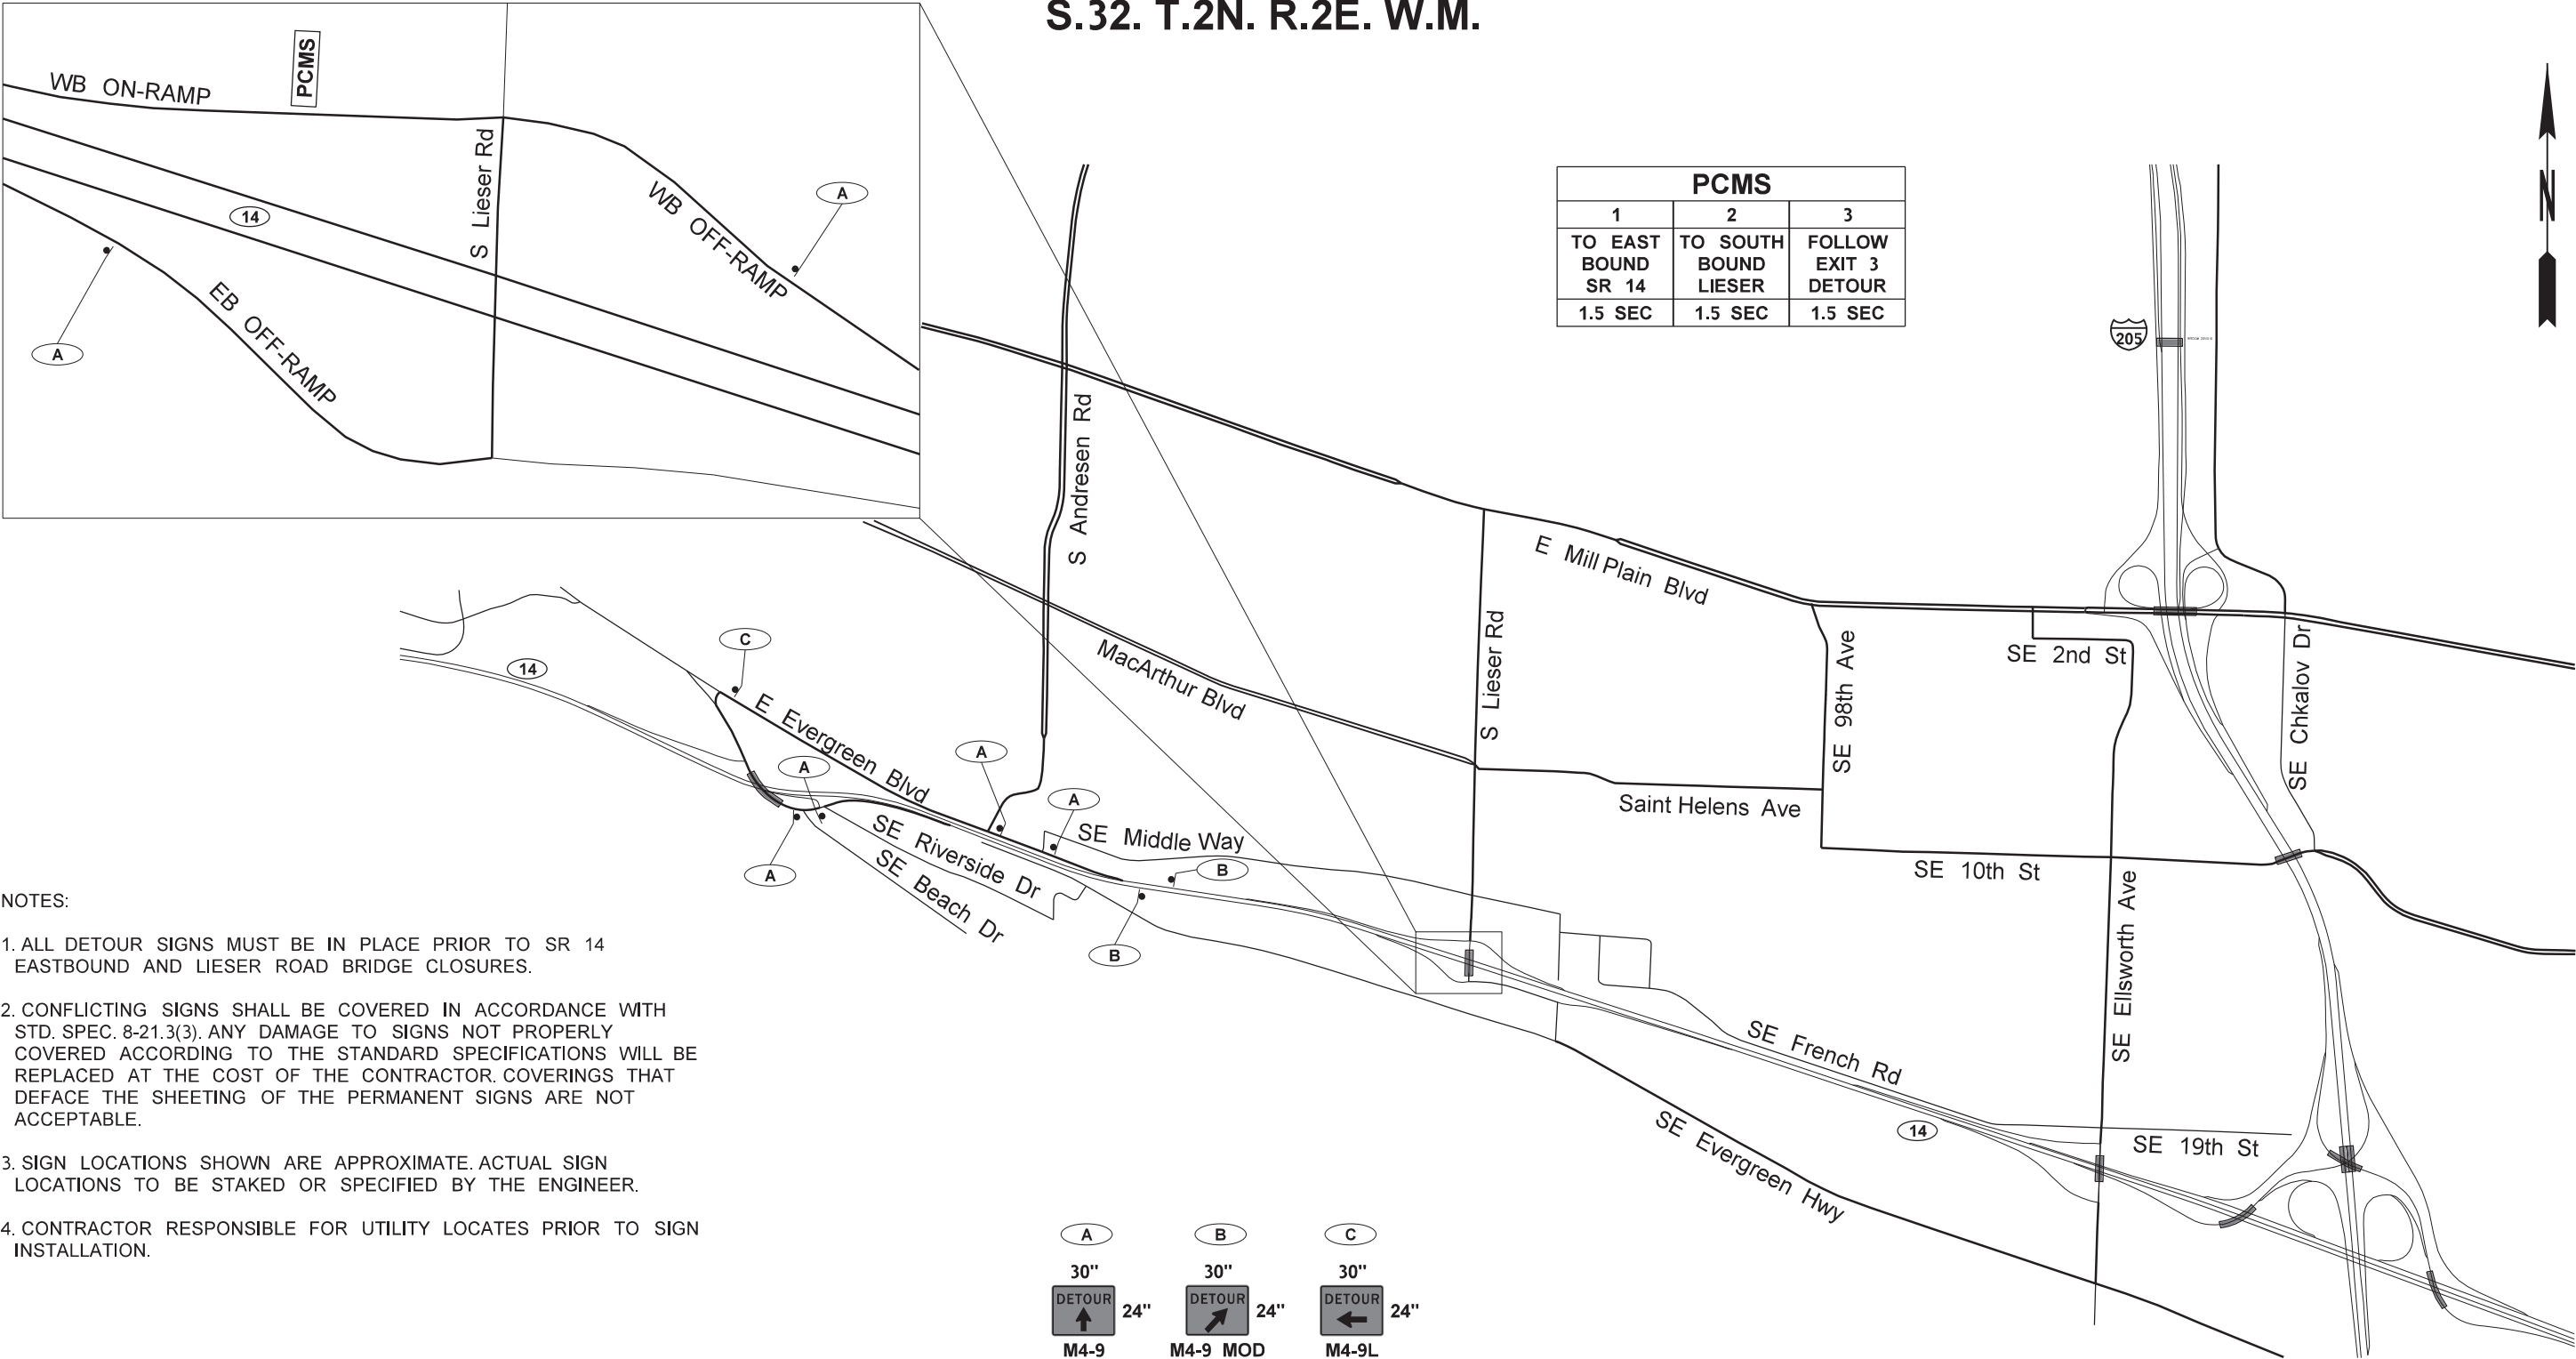 S.32. T.2N. R.2E. W.M.
PCMS
WB ON-RAMP
S Lieser Rd
WB OFF-RAMP
A
14
EB OFF-RAMP
A
PCMS
1 2 3
TO EAST BOUND SR 14
TO SOUTH BOUND LIESER
FOLLOW EXIT 3 DETOUR
1.5 SEC 1.5 SEC 1.5 SEC
N
205
S Andresen Rd
E Mill Plain Blvd
MacArthur Blvd
S Lieser Rd
SE 98th Ave
SE 2nd St
SE Chkalov Dr
C
14
E Evergreen Blvd
A
A
A
A
SE Middle Way
SE Riverside Dr
SE Beach Dr
B
B
Saint Helens Ave
SE 10th St
SE Ellsworth Ave
SE French Rd
14
SE 19th St
SE Evergreen Hwy
NOTES:
1. ALL DETOUR SIGNS MUST BE IN PLACE PRIOR TO SR 14
EASTBOUND AND LIESER ROAD BRIDGE CLOSURES.
2. CONFLICTING SIGNS SHALL BE COVERED IN ACCORDANCE WITH
STD. SPEC. 8-21.3(3). ANY DAMAGE TO SIGNS NOT PROPERLY
COVERED ACCORDING TO THE STANDARD SPECIFICATIONS WILL BE
REPLACED AT THE COST OF THE CONTRACTOR. COVERINGS THAT
DEFACE THE SHEETING OF THE PERMANENT SIGNS ARE NOT
ACCEPTABLE.
3. SIGN LOCATIONS SHOWN ARE APPROXIMATE. ACTUAL SIGN
LOCATIONS TO BE STAKED OR SPECIFIED BY THE ENGINEER.
4. CONTRACTOR RESPONSIBLE FOR UTILITY LOCATES PRIOR TO SIGN
INSTALLATION.
A B C
30" 30" 30"
DETOUR 24" DETOUR 24" DETOUR 24"
M4-9 M4-9 MOD M4-9L